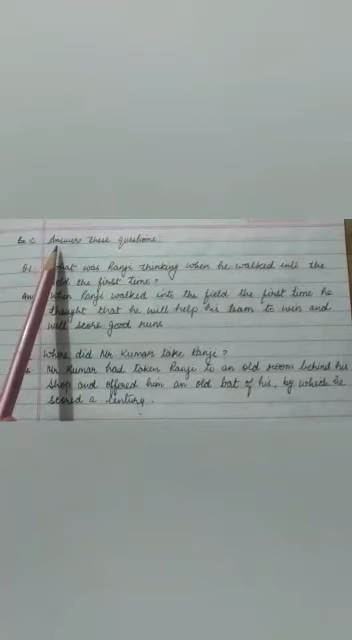 Ex C. Answer these questions.
Q1. What was Ranji thinking when he walked into the
field the first time?
Ans When Ranji walked into the field the first time he
thought that he will help his team to win and
will score good runs
Where did Mr. Kumar take Ranji?
Mr Kumar had taken Ranji to an old room behind his
shop and offered him an old bat of his, by which he
scored a century.